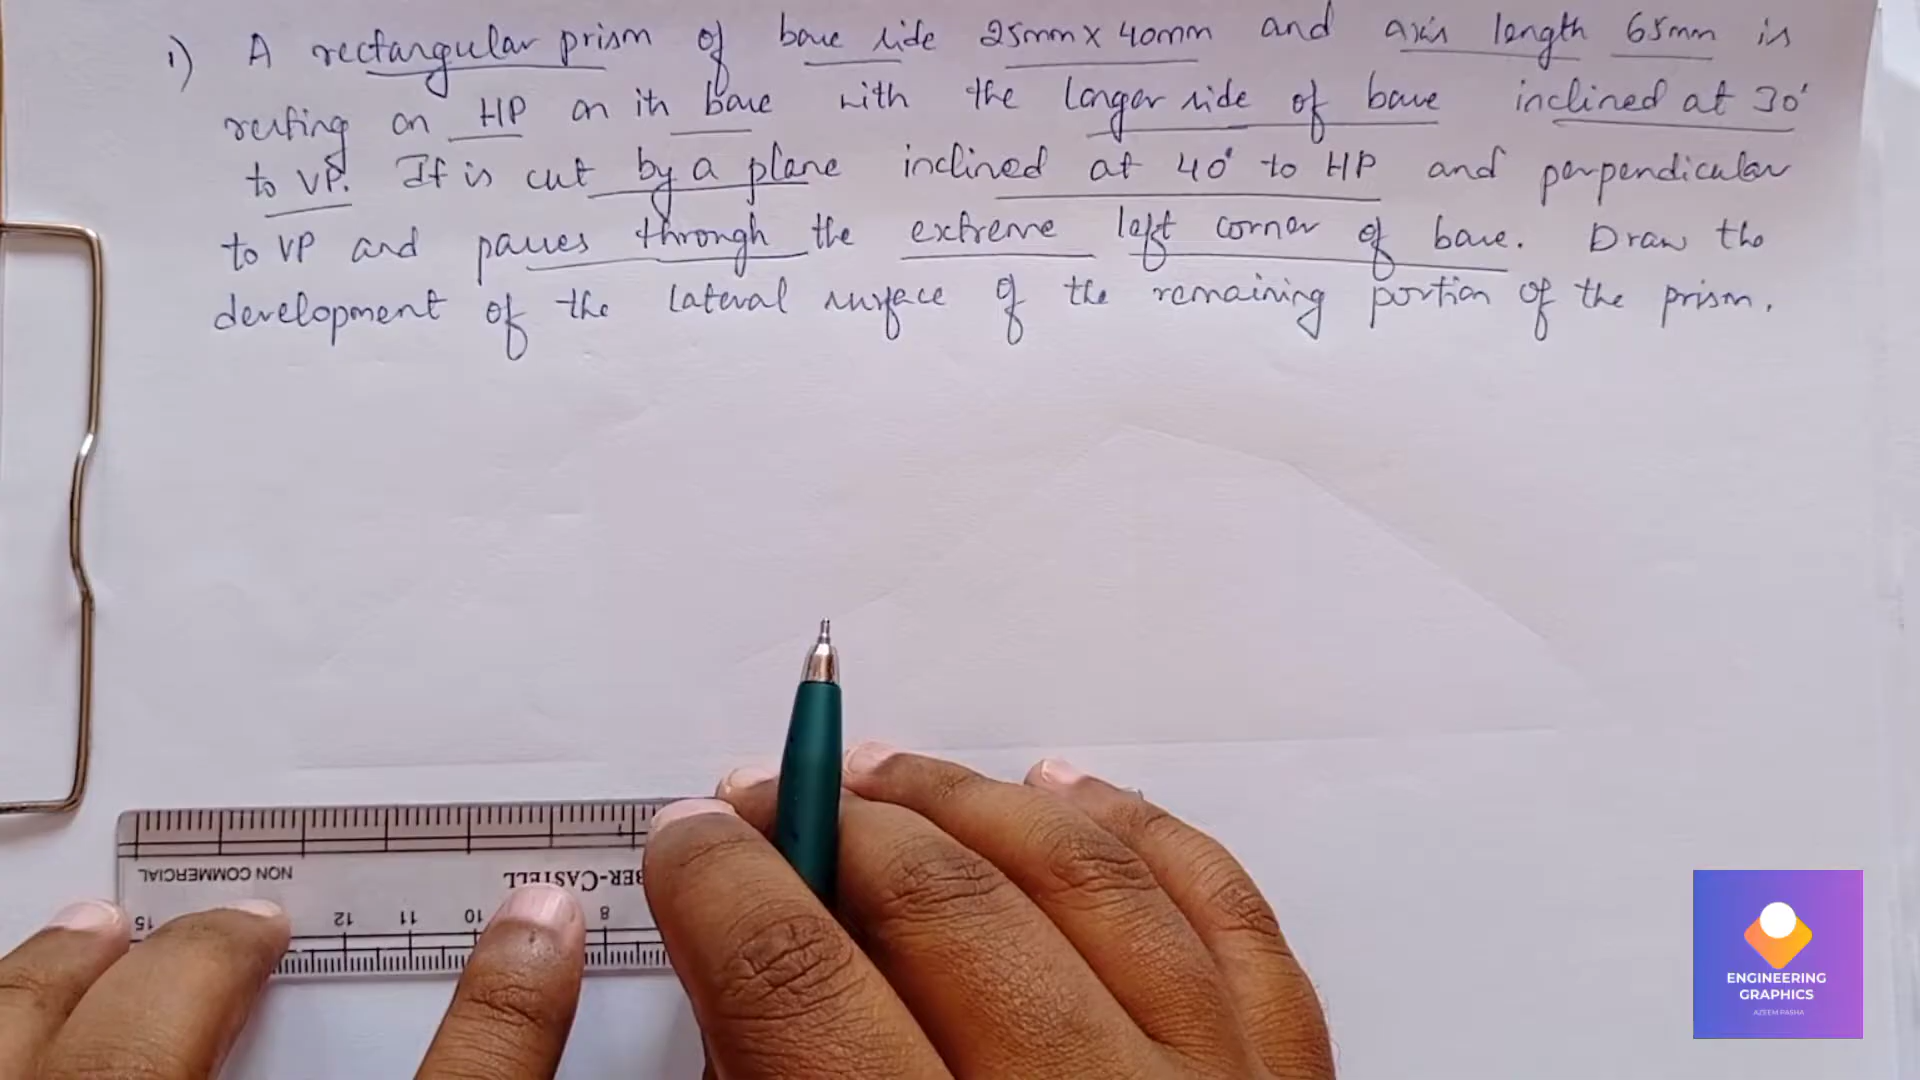 1) A rectangular prism of base side 25mm x 40mm and axis length 65mm is
resting on HP on its base with the longer side of base inclined at 30°
to VP. It is cut by a plane inclined at 40° to HP and perpendicular
to VP and passes through the extreme left corner of base. Draw the
development of the lateral surface of the remaining portion of the prism.
NON COMMERCIAL
BER-CASTELL
15 12 11 10 8
ENGINEERING
GRAPHICS
AZEEM PASHA